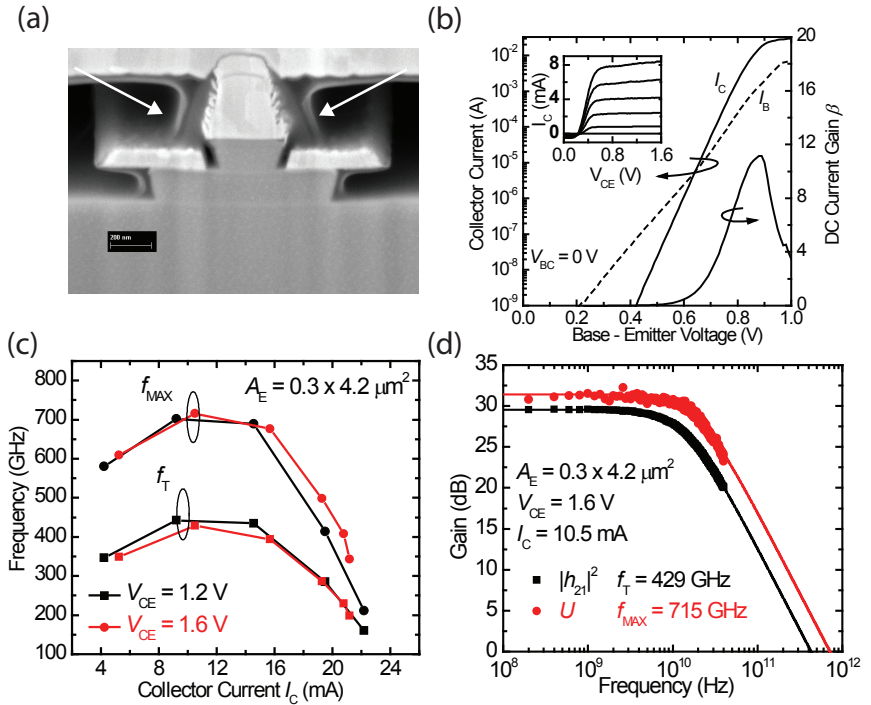 (a)
200 nm
(b)
Collector Current (A)
10⁻²
10⁻³
10⁻⁴
10⁻⁵
10⁻⁶
10⁻⁷
10⁻⁸
10⁻⁹
I_C (mA)
8
4
0
0.0 0.8 1.6
V_CE (V)
I_C
I_B
V_BC = 0 V
20
16
12
8
4
0
DC Current Gain β
0.0 0.2 0.4 0.6 0.8 1.0
Base - Emitter Voltage (V)
(c)
Frequency (GHz)
800
700
600
500
400
300
200
100
f_MAX
A_E = 0.3 x 4.2 μm²
f_T
V_CE = 1.2 V
V_CE = 1.6 V
4 8 12 16 20 24
Collector Current I_C (mA)
(d)
Gain (dB)
35
30
25
20
15
10
5
0
A_E = 0.3 x 4.2 μm²
V_CE = 1.6 V
I_C = 10.5 mA
|h₂₁|² f_T = 429 GHz
U f_MAX = 715 GHz
10⁸ 10⁹ 10¹⁰ 10¹¹ 10¹²
Frequency (Hz)